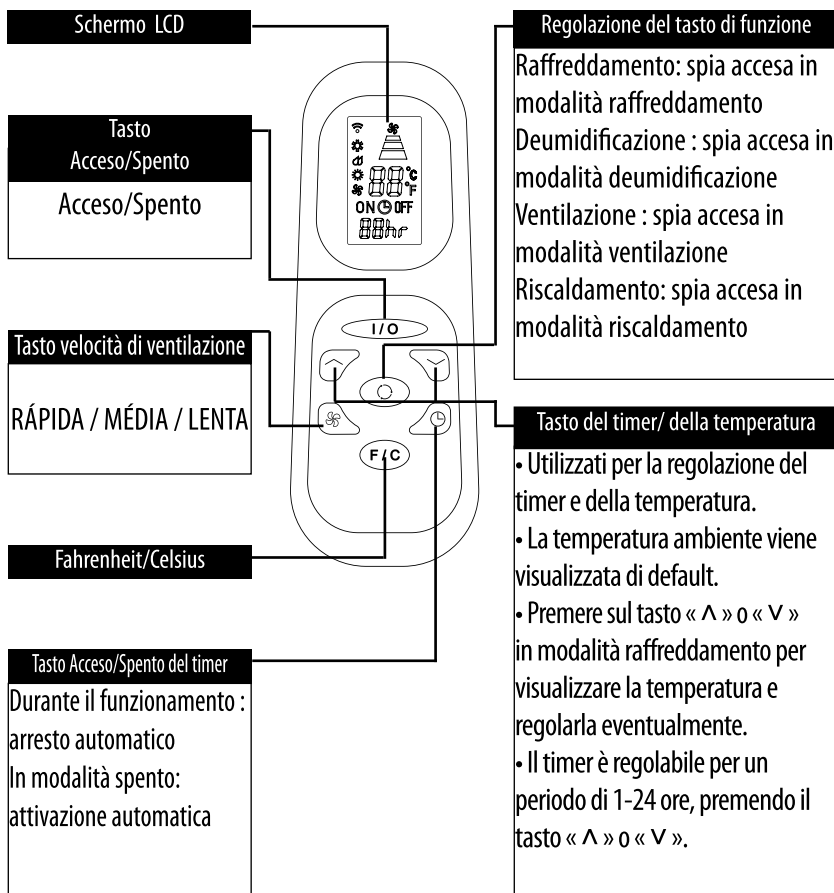 Schermo LCD
Tasto
Acceso/Spento
Acceso/Spento
Tasto velocità di ventilazione
RÁPIDA / MÉDIA / LENTA
Fahrenheit/Celsius
Tasto Acceso/Spento del timer
Durante il funzionamento :
arresto automatico
In modalità spento:
attivazione automatica
88°C
°F
ON OFF
88hr
I/O
F/C
Regolazione del tasto di funzione
Raffreddamento: spia accesa in
modalità raffreddamento
Deumidificazione : spia accesa in
modalità deumidificazione
Ventilazione : spia accesa in
modalità ventilazione
Riscaldamento: spia accesa in
modalità riscaldamento
Tasto del timer/ della temperatura
• Utilizzati per la regolazione del
timer e della temperatura.
• La temperatura ambiente viene
visualizzata di default.
• Premere sul tasto « Λ » o « V »
in modalità raffreddamento per
visualizzare la temperatura e
regolarla eventualmente.
• Il timer è regolabile per un
periodo di 1-24 ore, premendo il
tasto « Λ » o « V ».